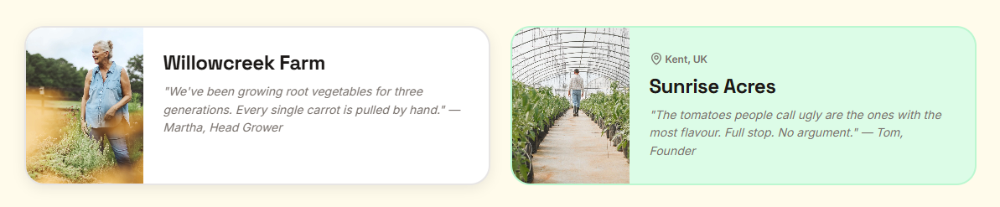 Willowcreek Farm
"We've been growing root vegetables for three
generations. Every single carrot is pulled by hand." —
Martha, Head Grower
Kent, UK
Sunrise Acres
"The tomatoes people call ugly are the ones with the
most flavour. Full stop. No argument." — Tom,
Founder